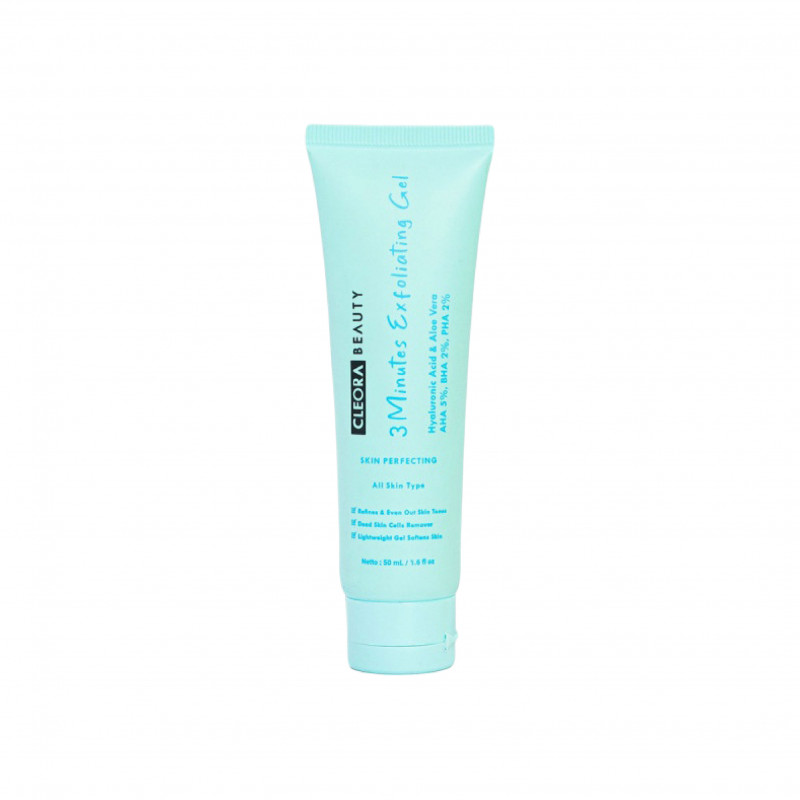 CLEORA BEAUTY
3 Minutes Exfoliating Gel
Hyaluronic Acid & Aloe Vera
AHA 5%, BHA 2%, PHA 2%
SKIN PERFECTING
All Skin Type
Refines & Even Out Skin Tones
Dead Skin Cells Remover
Lightweight Gel Softens Skin
Netto : 50 mL / 1.6 fl oz